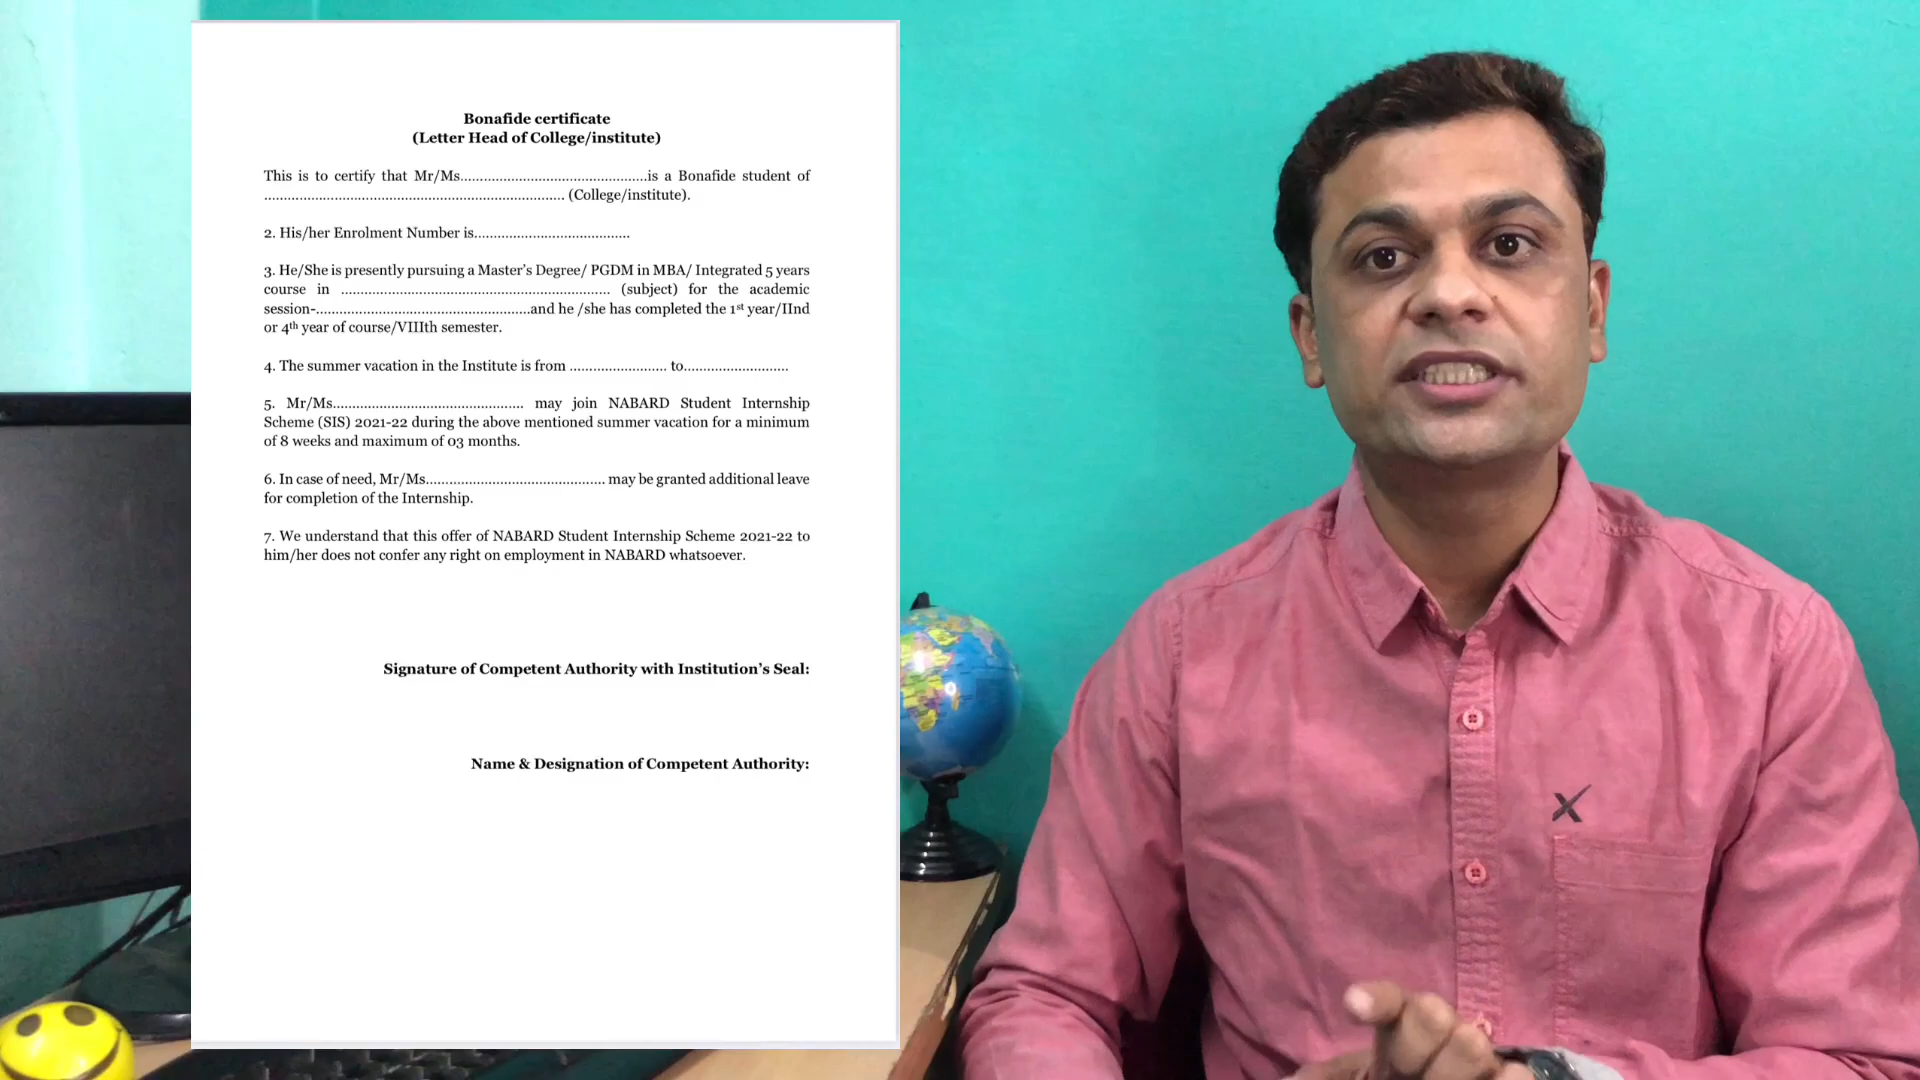 Bonafide certificate
(Letter Head of College/institute)
This is to certify that Mr/Ms................................................is a Bonafide student of
............................................................................. (College/institute).
2. His/her Enrolment Number is........................................
3. He/She is presently pursuing a Master's Degree/ PGDM in MBA/ Integrated 5 years
course in ..................................................................... (subject) for the academic
session-.......................................................and he /she has completed the 1st year/IInd
or 4th year of course/VIIIth semester.
4. The summer vacation in the Institute is from ......................... to...........................
5. Mr/Ms................................................. may join NABARD Student Internship
Scheme (SIS) 2021-22 during the above mentioned summer vacation for a minimum
of 8 weeks and maximum of 03 months.
6. In case of need, Mr/Ms.............................................. may be granted additional leave
for completion of the Internship.
7. We understand that this offer of NABARD Student Internship Scheme 2021-22 to
him/her does not confer any right on employment in NABARD whatsoever.
Signature of Competent Authority with Institution's Seal:
Name & Designation of Competent Authority: